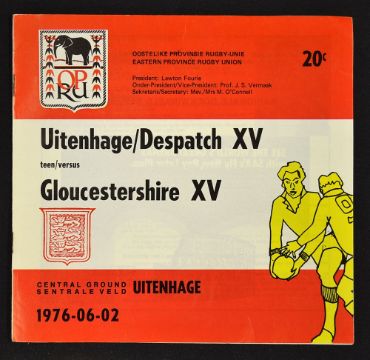 OP
RU
OOSTELIKE PROVINSIE RUGBY-UNIE
EASTERN PROVINCE RUGBY UNION
20c
President: Lawton Fourie
Onder-President/Vice-President: Prof. J. S. Vermaak
Sekretaris/Secretary: Mev./Mrs M. O'Connell
Uitenhage/Despatch XV
teen/versus
Gloucestershire XV
CENTRAL GROUND
SENTRALE VELD
UITENHAGE
1976-06-02